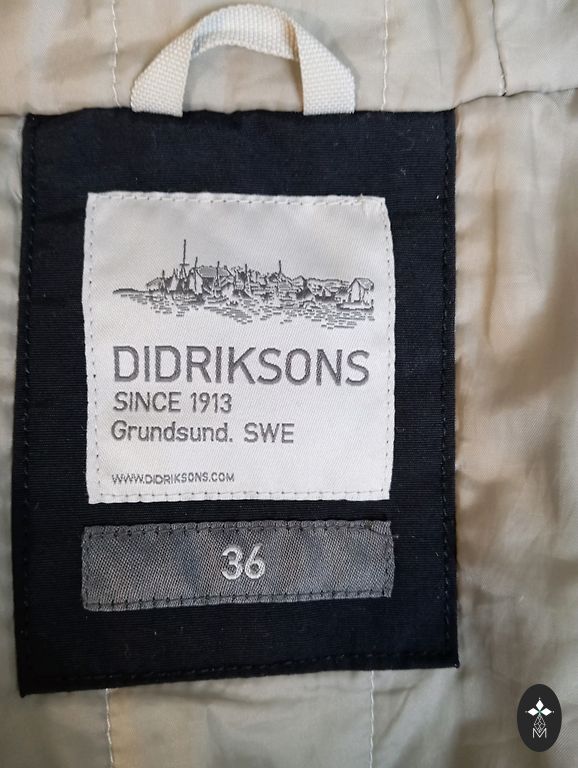 DIDRIKSONS
SINCE 1913
Grundsund. SWE
WWW.DIDRIKSONS.COM
36
M